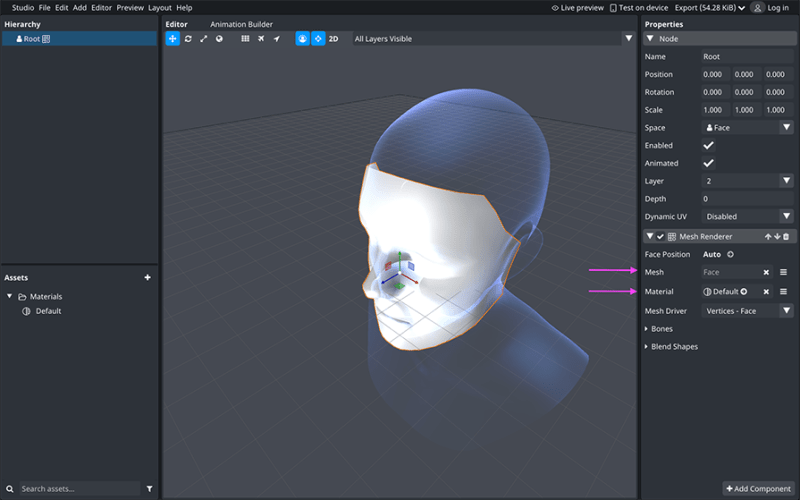 Studio File Edit Add Editor Preview Layout Help
Live preview Test on device Export (54.28 KiB) Log in
Hierarchy
Root
Assets
Materials
Default
Search assets...
Editor Animation Builder
2D All Layers Visible
Properties
Node
Name Root
Position 0.000 0.000 0.000
Rotation 0.000 0.000 0.000
Scale 1.000 1.000 1.000
Space Face
Enabled
Animated
Layer 2
Depth 0
Dynamic UV Disabled
Mesh Renderer
Face Position Auto
Mesh Face
Material Default
Mesh Driver Vertices - Face
Bones
Blend Shapes
Add Component